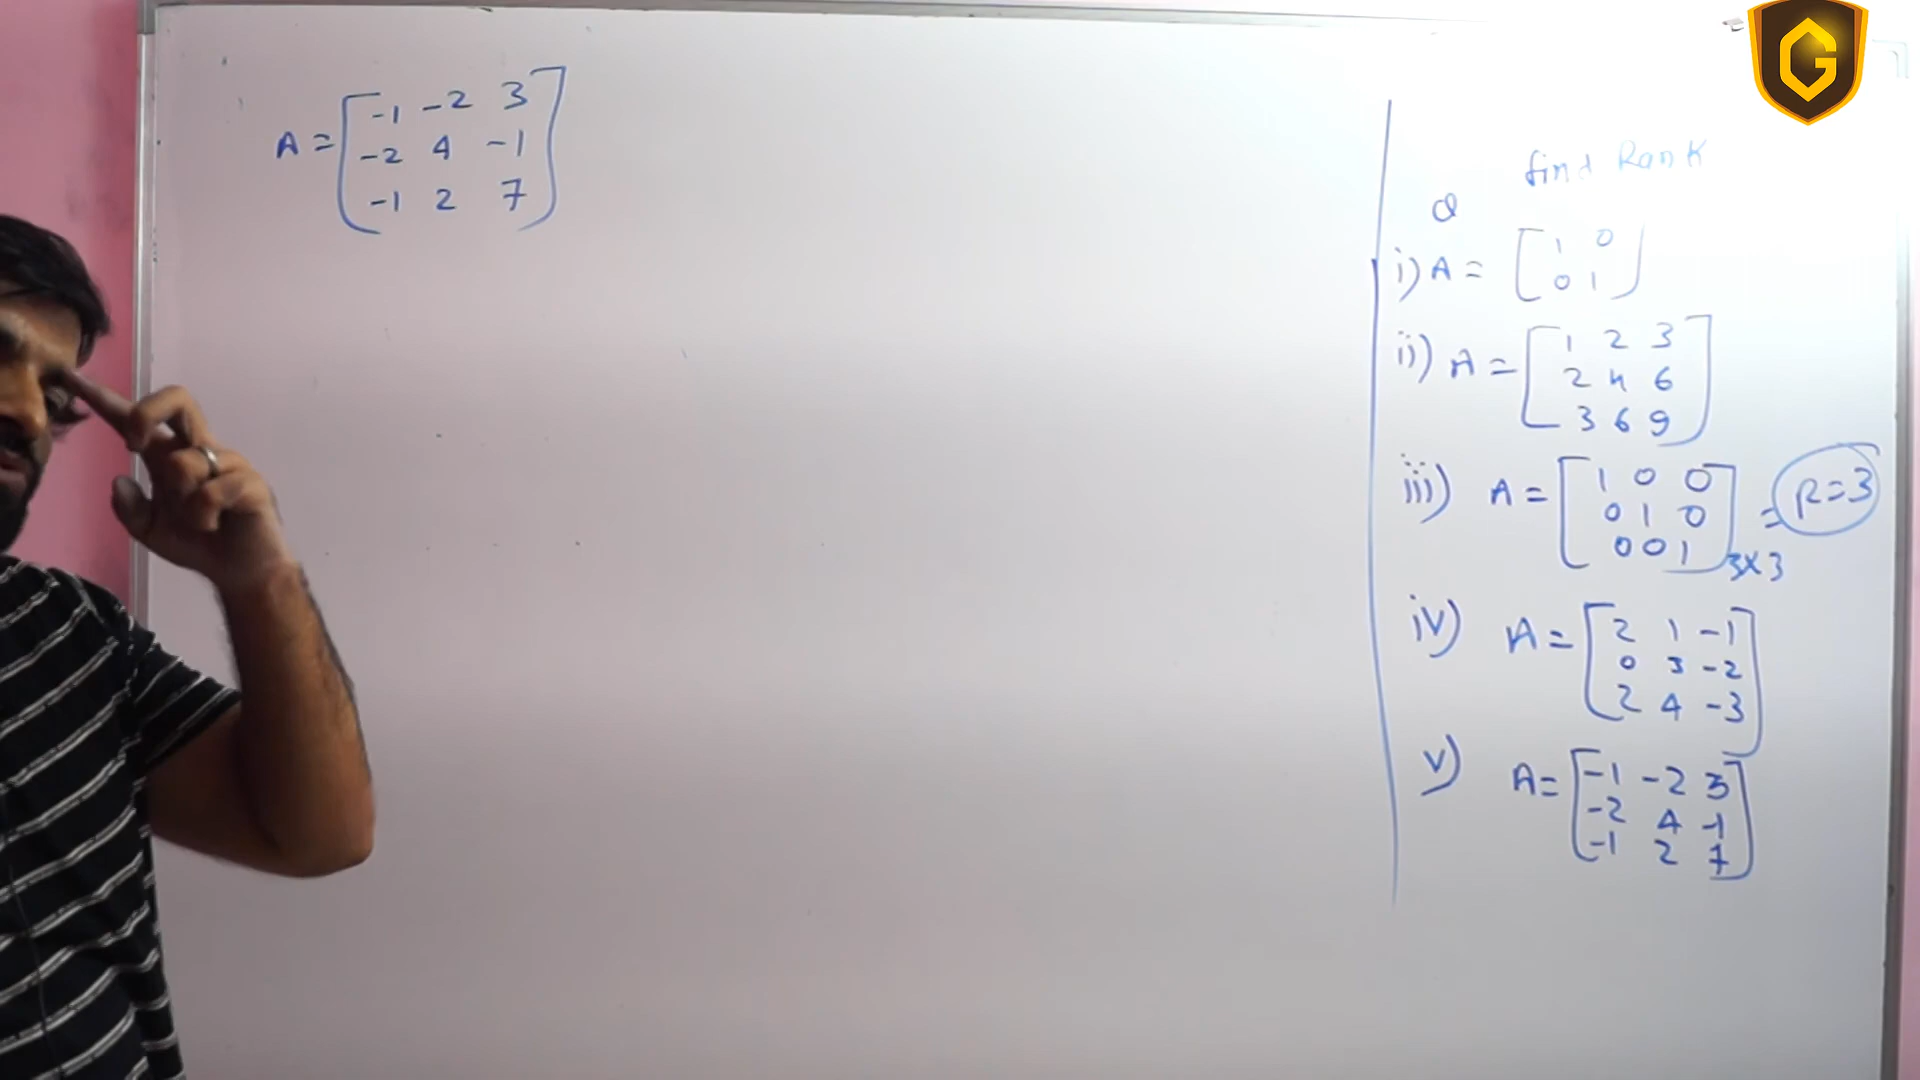 A = [-1 -2 3
-2 4 -1
-1 2 7]
find Rank
Q
i) A = [1 0
0 1]
ii) A = [1 2 3
2 4 6
3 6 9]
iii) A = [1 0 0
0 1 0
0 0 1] 3x3 = R=3
iv) A = [2 1 -1
0 3 -2
2 4 -3]
v) A = [-1 -2 3
-2 4 -1
-1 2 7]
G